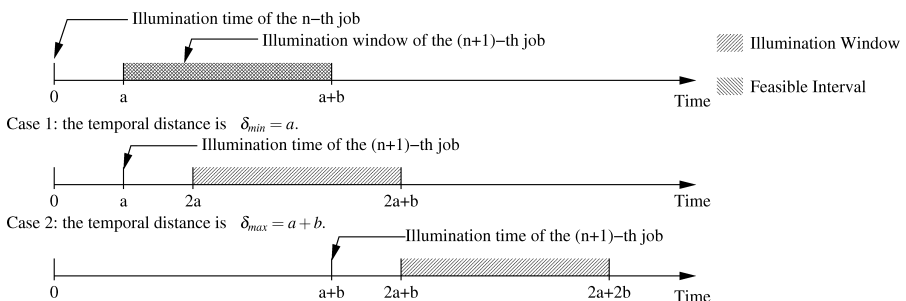 Illumination time of the n−th job
Illumination window of the (n+1)−th job
Illumination Window
Feasible Interval
0 a a+b Time
Case 1: the temporal distance is δmin = a.
Illumination time of the (n+1)−th job
0 a 2a 2a+b Time
Case 2: the temporal distance is δmax = a + b.
Illumination time of the (n+1)−th job
0 a+b 2a+b 2a+2b Time